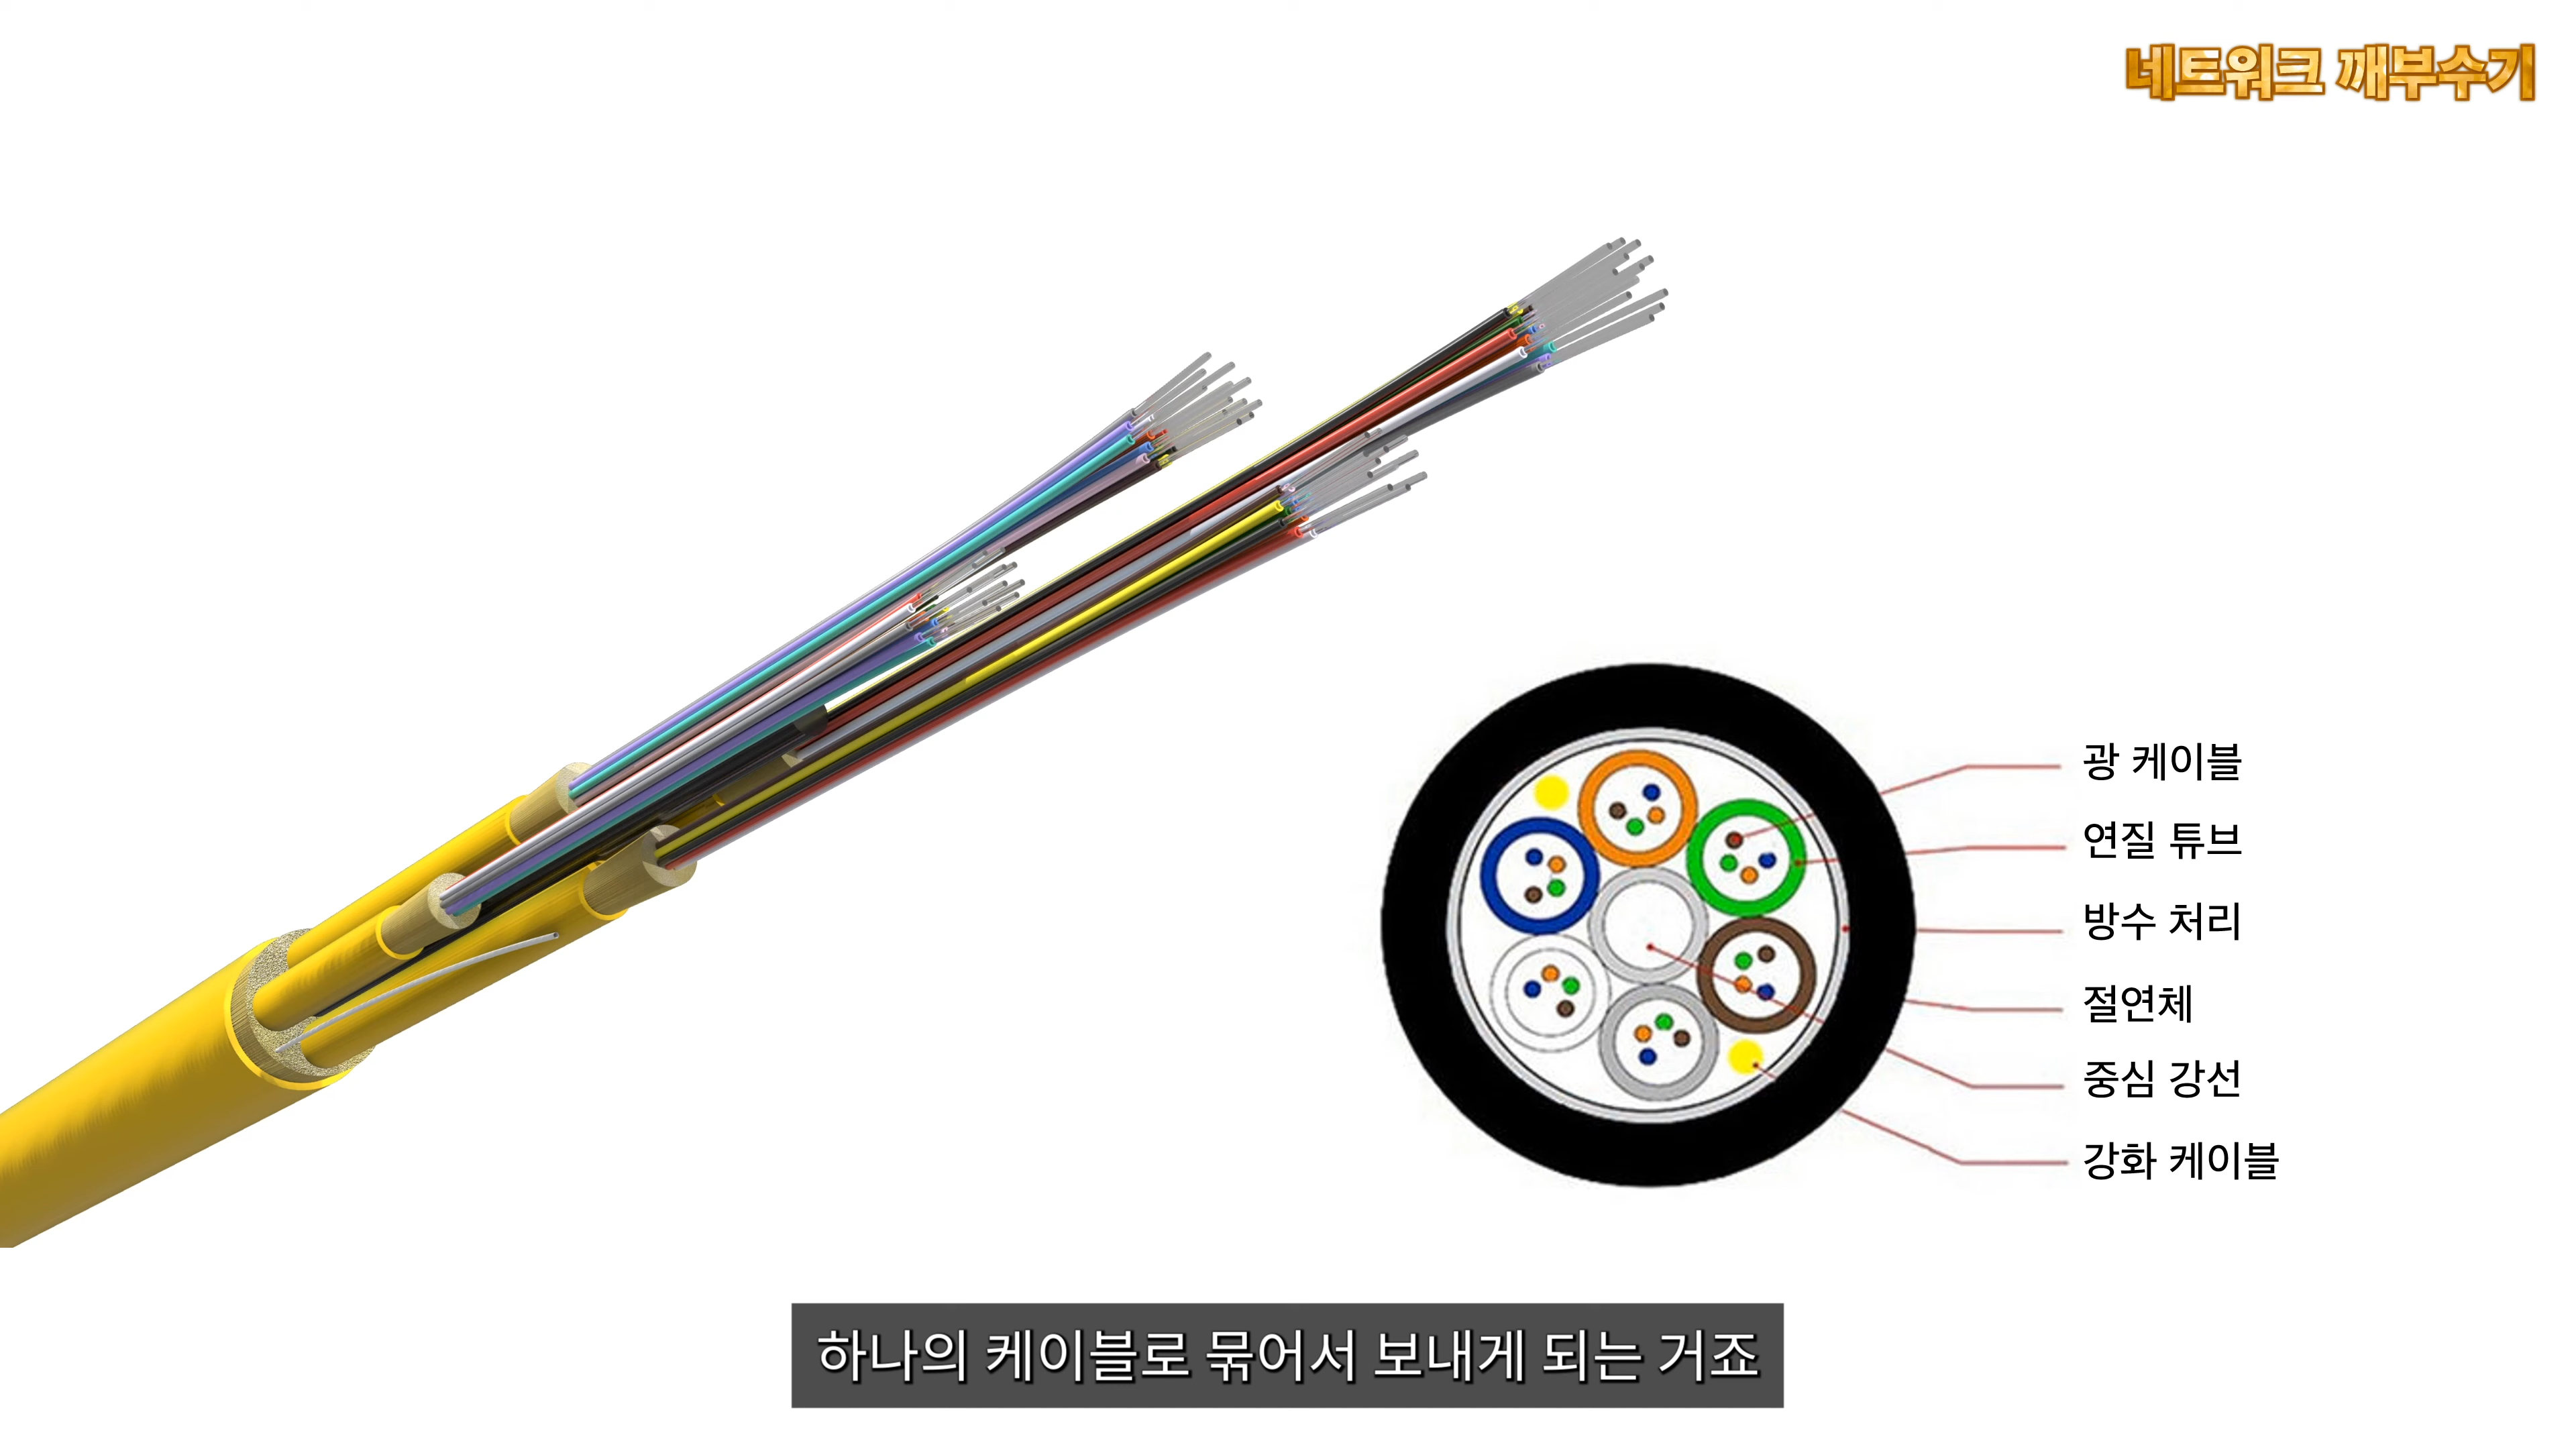 네트워크 깨부수기
광 케이블
연질 튜브
방수 처리
절연체
중심 강선
강화 케이블
하나의 케이블로 묶어서 보내게 되는 거죠